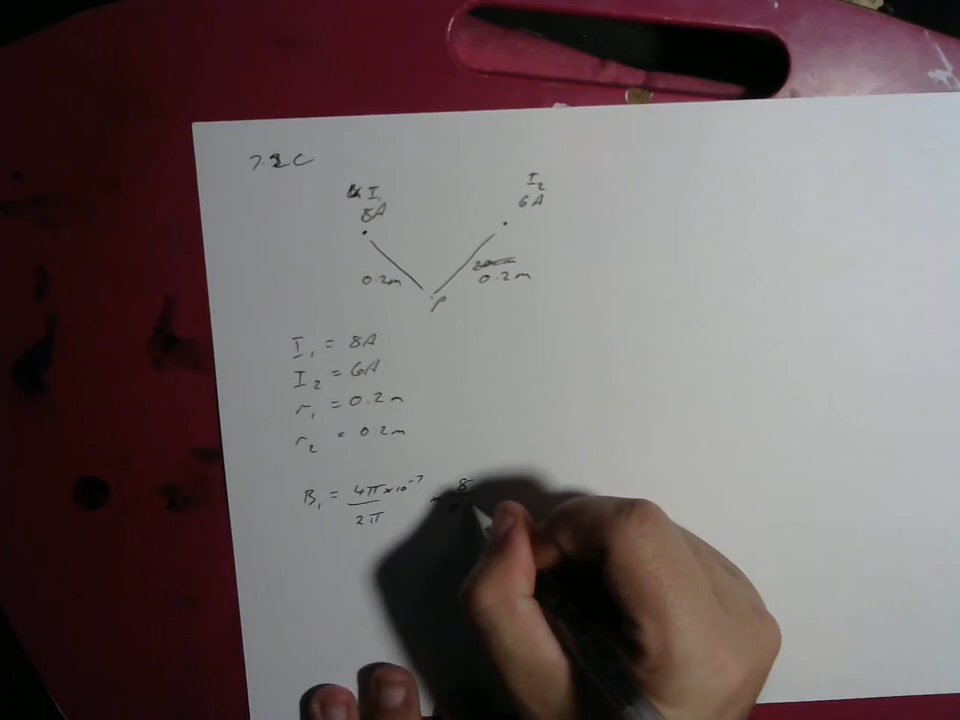 7.2C
I₁ I₂
8A 6A
0.2m 0.2m
P
I₁ = 8A
I₂ = 6A
r₁ = 0.2m
r₂ = 0.2m
B₁ = 4π×10⁻⁷ / 2π × 8